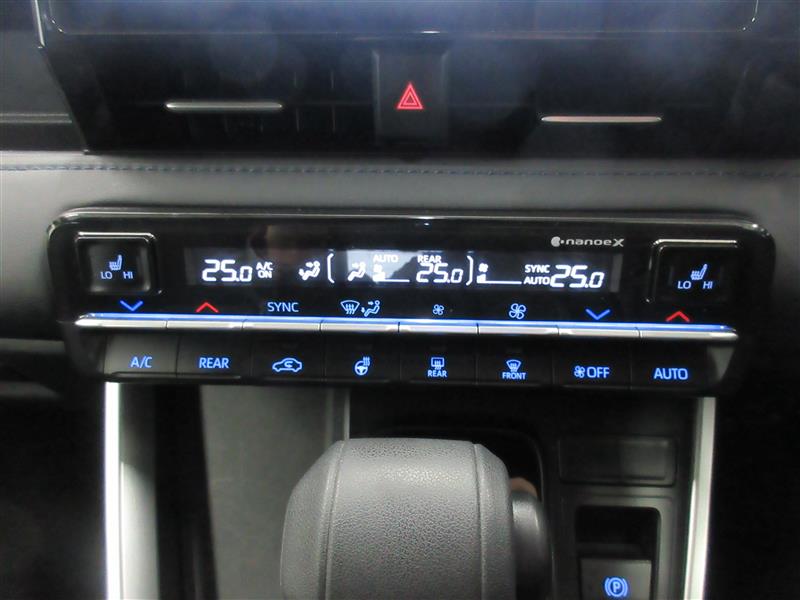 nanoeX
LO HI
25.0 A/C ON
AUTO REAR 25.0
SYNC AUTO 25.0
LO HI
SYNC
A/C REAR REAR FRONT OFF AUTO
P